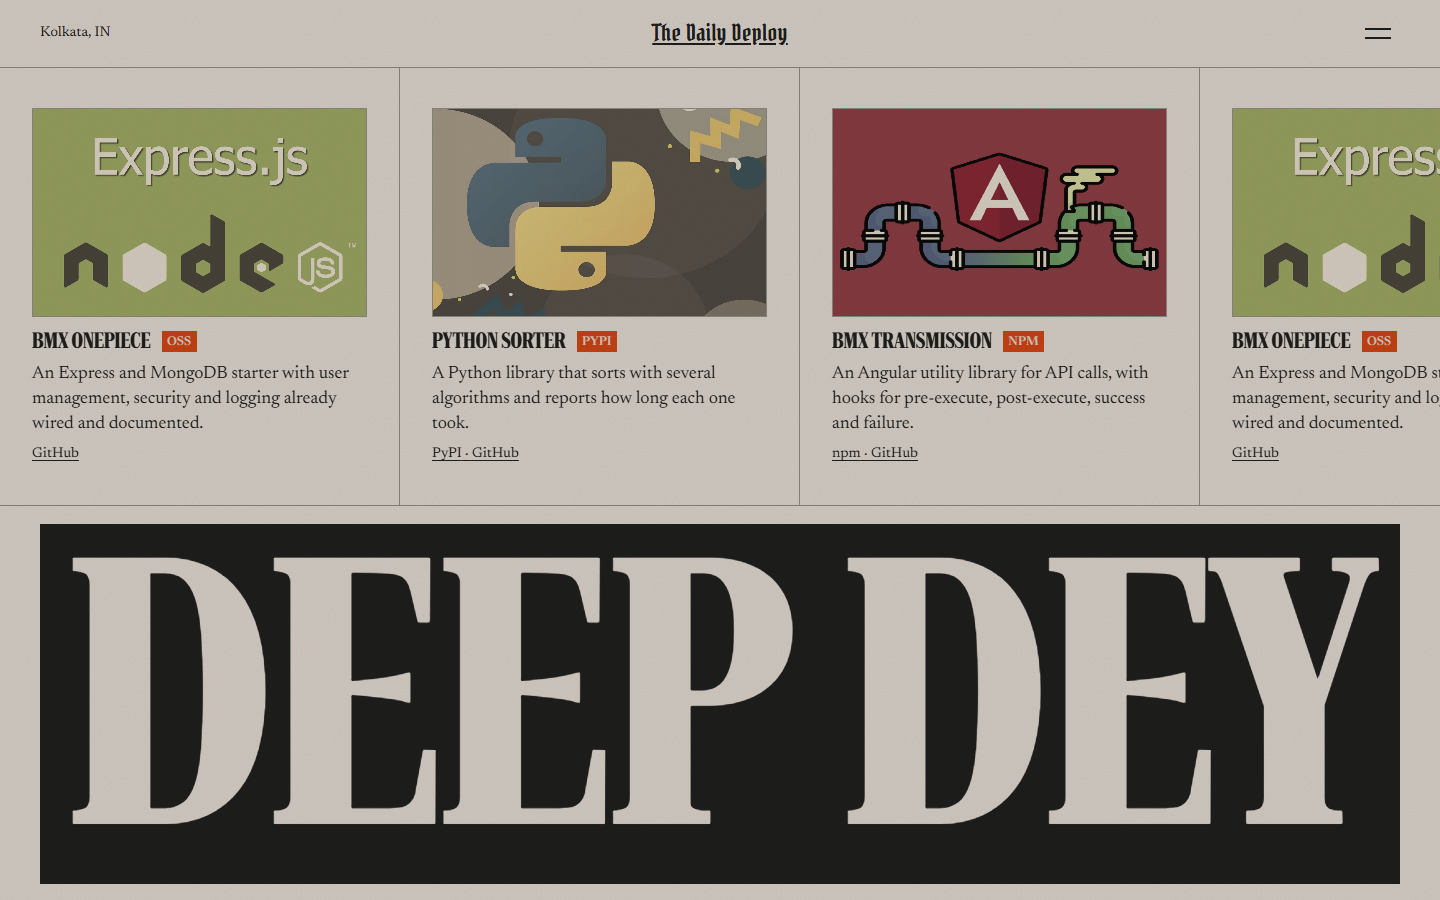 Kolkata, IN
The Daily Deploy
Express.js
node JS ™
BMX ONEPIECE OSS
An Express and MongoDB starter with user
management, security and logging already
wired and documented.
GitHub
PYTHON SORTER PYPI
A Python library that sorts with several
algorithms and reports how long each one
took.
PyPI · GitHub
A
BMX TRANSMISSION NPM
An Angular utility library for API calls, with
hooks for pre-execute, post-execute, success
and failure.
npm · GitHub
Express
nod
BMX ONEPIECE OSS
An Express and MongoDB st
management, security and lo
wired and documented.
GitHub
DEEP DEY